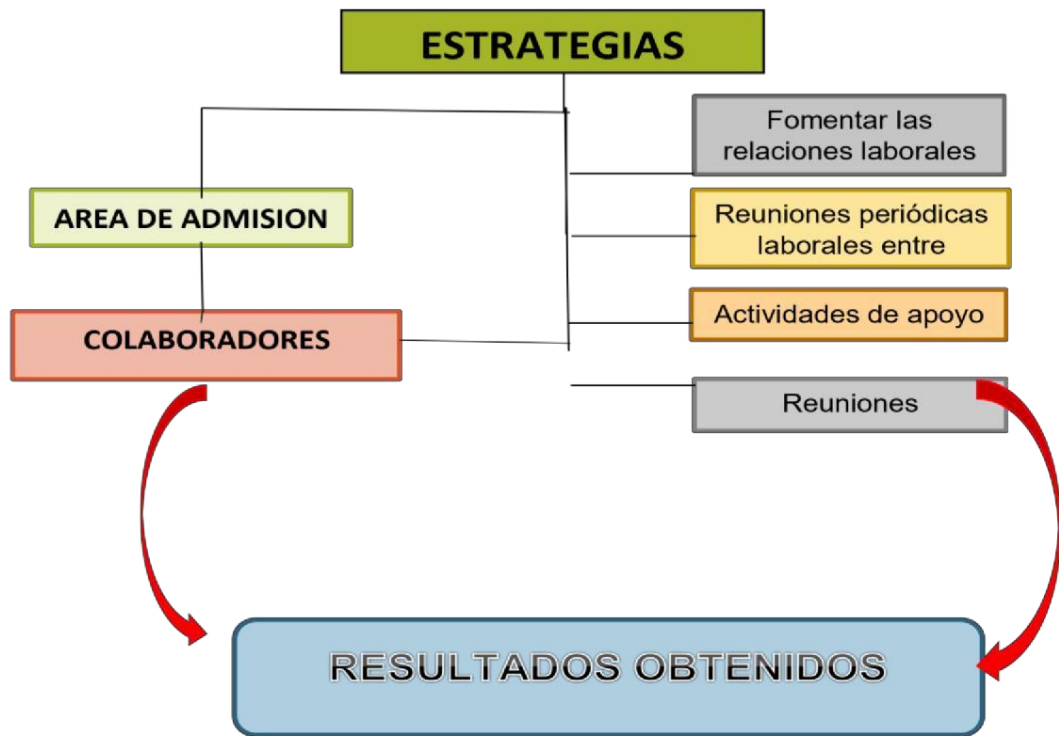 ESTRATEGIAS
Fomentar las
relaciones laborales
AREA DE ADMISION
Reuniones periódicas
laborales entre
Actividades de apoyo
COLABORADORES
Reuniones
RESULTADOS OBTENIDOS